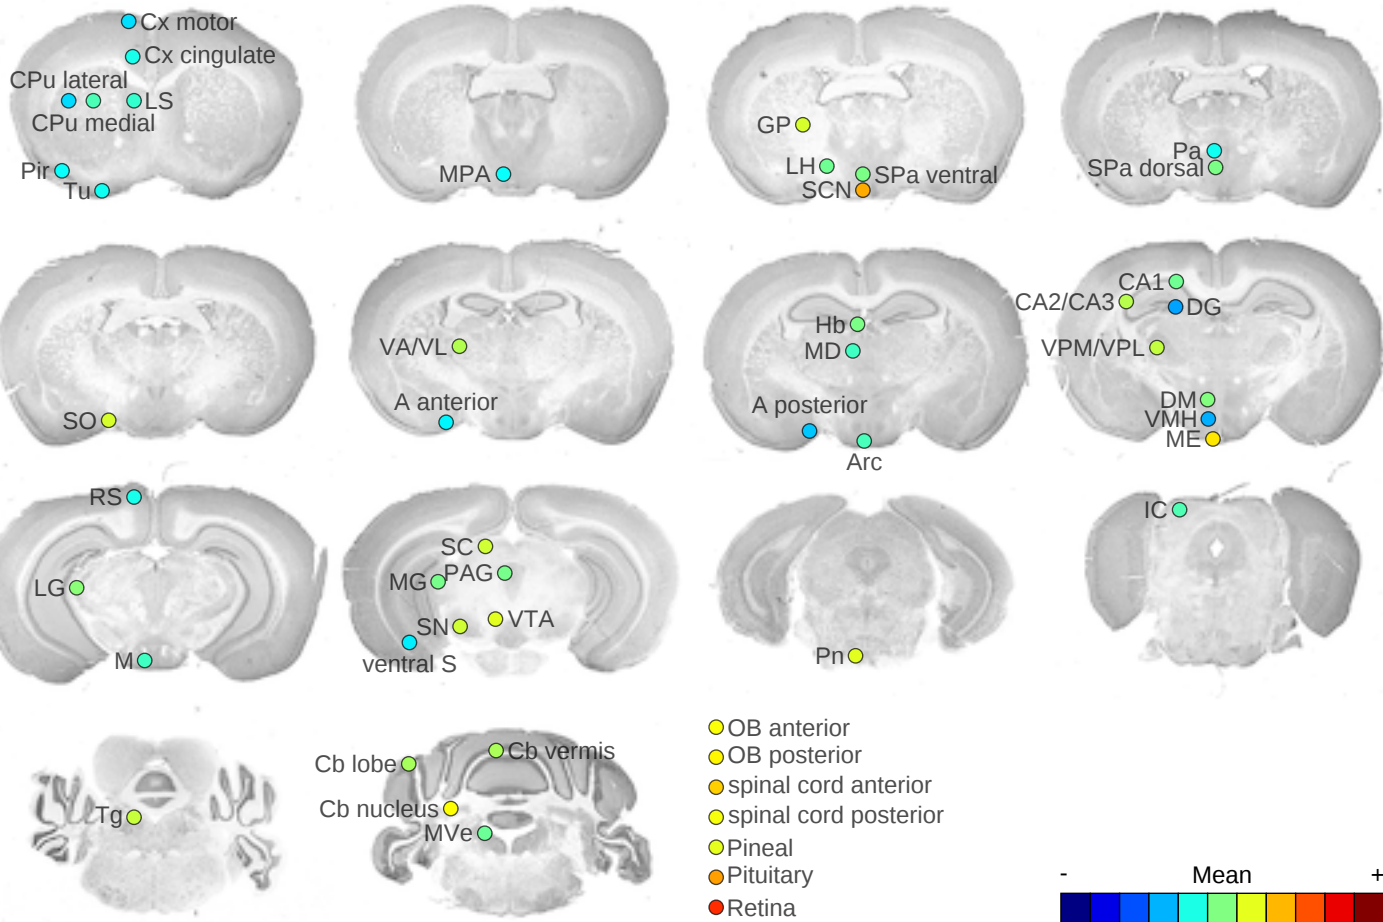 Cx motor
Cx cingulate
CPu lateral
LS
CPu medial
Pir
Tu
MPA
GP
LH
SPa ventral
SCN
Pa
SPa dorsal
SO
VA/VL
A anterior
Hb
MD
A posterior
Arc
CA1
CA2/CA3
DG
VPM/VPL
DM
VMH
ME
RS
LG
M
SC
MG
PAG
SN
VTA
ventral S
Pn
IC
Tg
Cb lobe
Cb vermis
Cb nucleus
MVe
OB anterior
OB posterior
spinal cord anterior
spinal cord posterior
Pineal
Pituitary
Retina
- Mean +